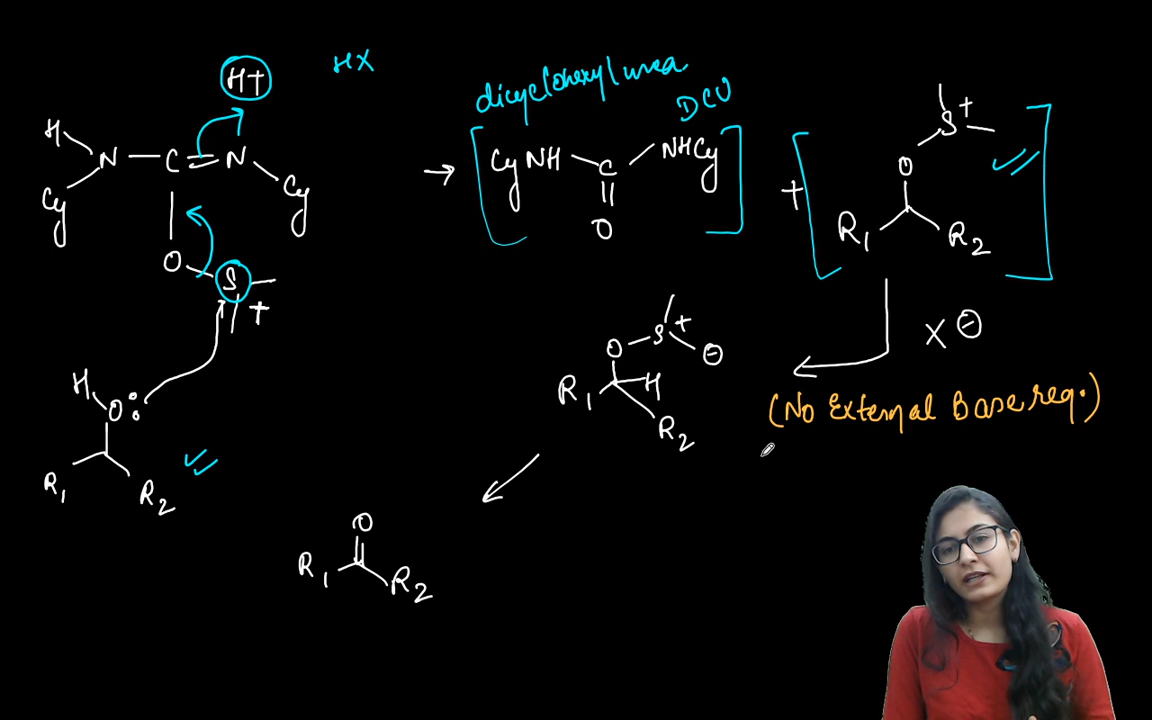 H+
HX
dicyclohexylurea
DCU
H
N
C
N
Cy
Cy
O
S
+
CyNH
C
NHCy
O
+
S+
O
R1
R2
X⊖
(No External Base req.)
O
S+
⊖
R1
H
R2
H
O:
R1
R2
O
R1
R2